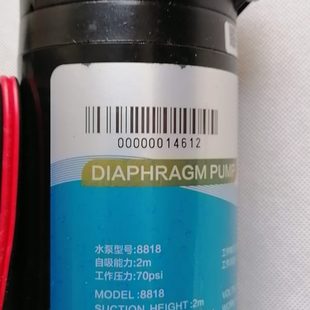 00000014612
DIAPHRAGM PUMP
水泵型号:8818
自吸能力:2m
工作压力:70psi
MODEL:8818
SUCTION HEIGHT:2m